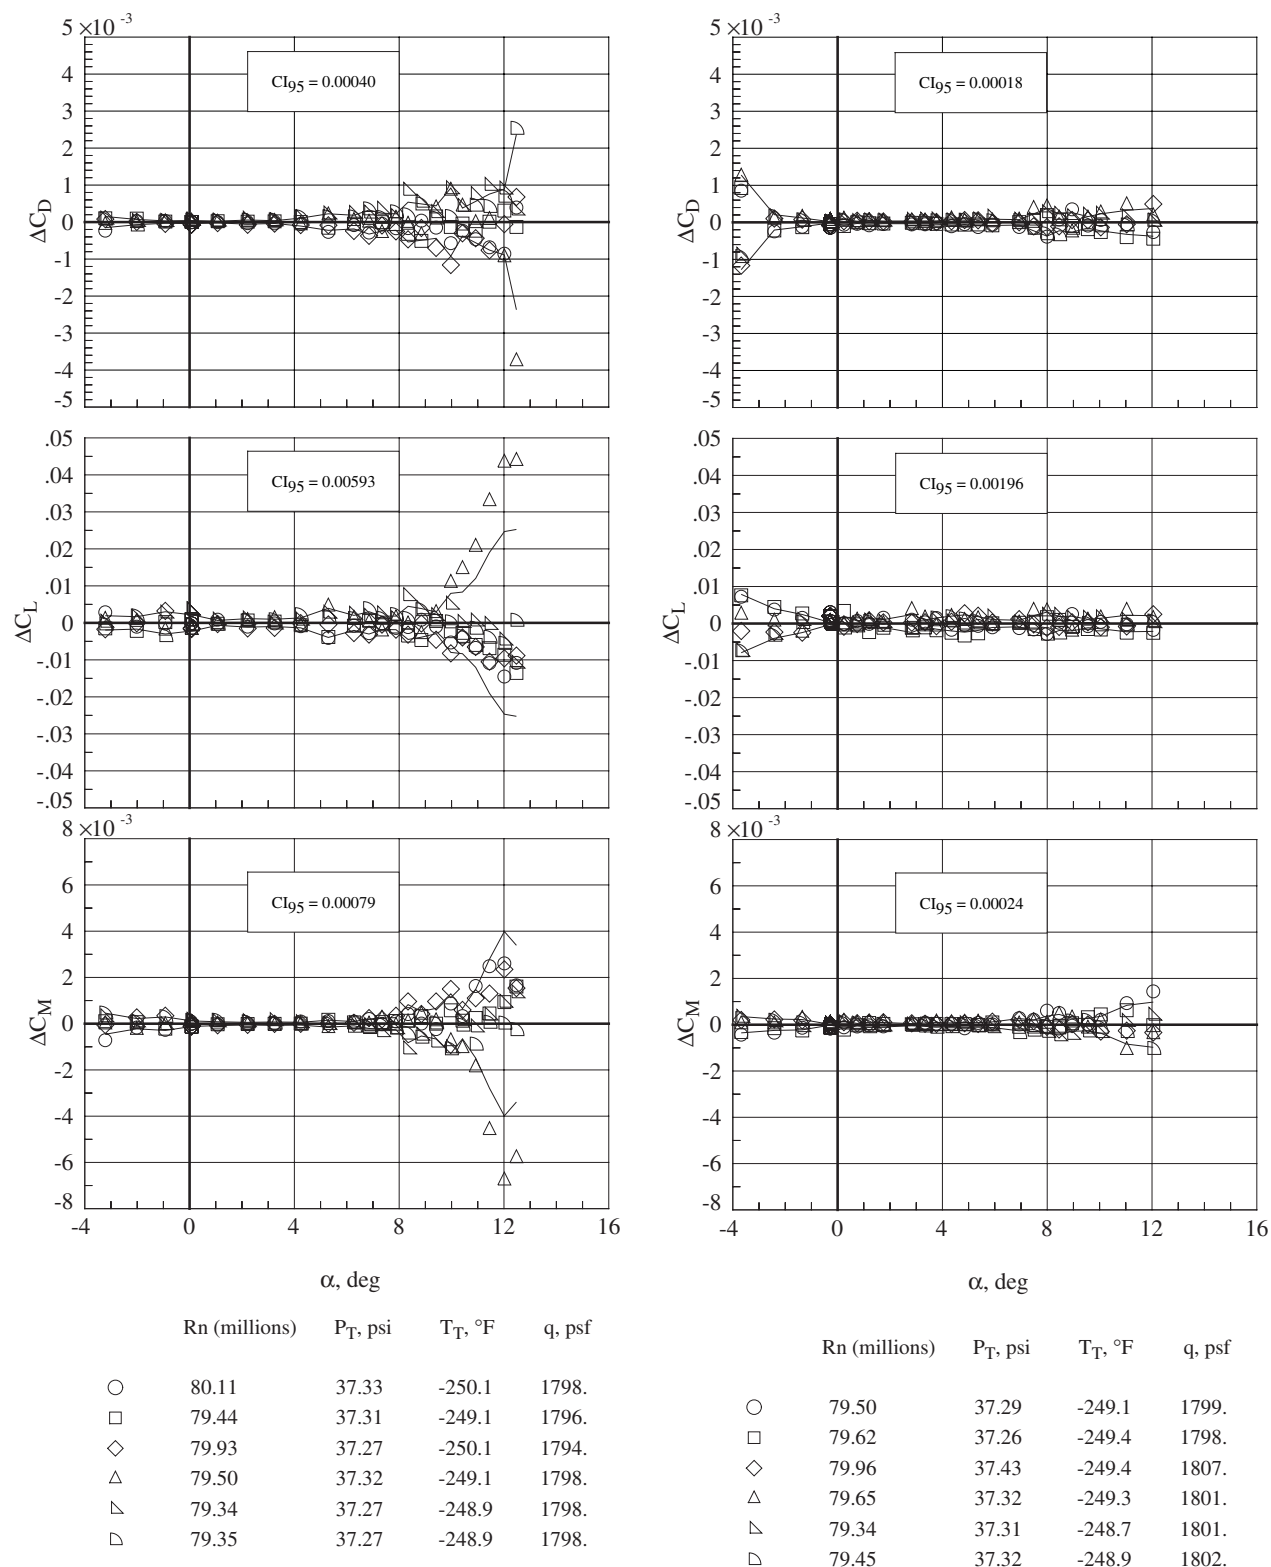 5 ×10 -3
4
3
2
1
0
-1
-2
-3
-4
-5
ΔCD
CI95 = 0.00040
5 ×10 -3
4
3
2
1
0
-1
-2
-3
-4
-5
ΔCD
CI95 = 0.00018
.05
.04
.03
.02
.01
0
-.01
-.02
-.03
-.04
-.05
ΔCL
CI95 = 0.00593
.05
.04
.03
.02
.01
0
-.01
-.02
-.03
-.04
-.05
ΔCL
CI95 = 0.00196
8 ×10 -3
6
4
2
0
-2
-4
-6
-8
ΔCM
CI95 = 0.00079
-4 0 4 8 12 16
α, deg
8 ×10 -3
6
4
2
0
-2
-4
-6
-8
ΔCM
CI95 = 0.00024
-4 0 4 8 12 16
α, deg
Rn (millions) PT, psi TT, °F q, psf
80.11 37.33 -250.1 1798.
79.44 37.31 -249.1 1796.
79.93 37.27 -250.1 1794.
79.50 37.32 -249.1 1798.
79.34 37.27 -248.9 1798.
79.35 37.27 -248.9 1798.
Rn (millions) PT, psi TT, °F q, psf
79.50 37.29 -249.1 1799.
79.62 37.26 -249.4 1798.
79.96 37.43 -249.4 1807.
79.65 37.32 -249.3 1801.
79.34 37.31 -248.7 1801.
79.45 37.32 -248.9 1802.